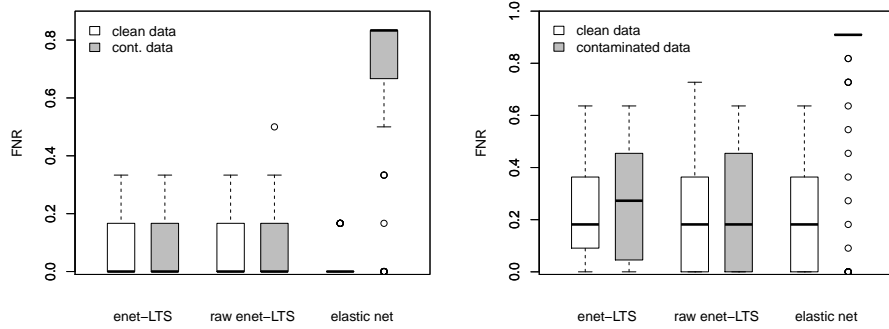 clean data
cont. data
FNR
0.0
0.2
0.4
0.6
0.8
enet−LTS
raw enet−LTS
elastic net
clean data
contaminated data
FNR
0.0
0.2
0.4
0.6
0.8
1.0
enet−LTS
raw enet−LTS
elastic net